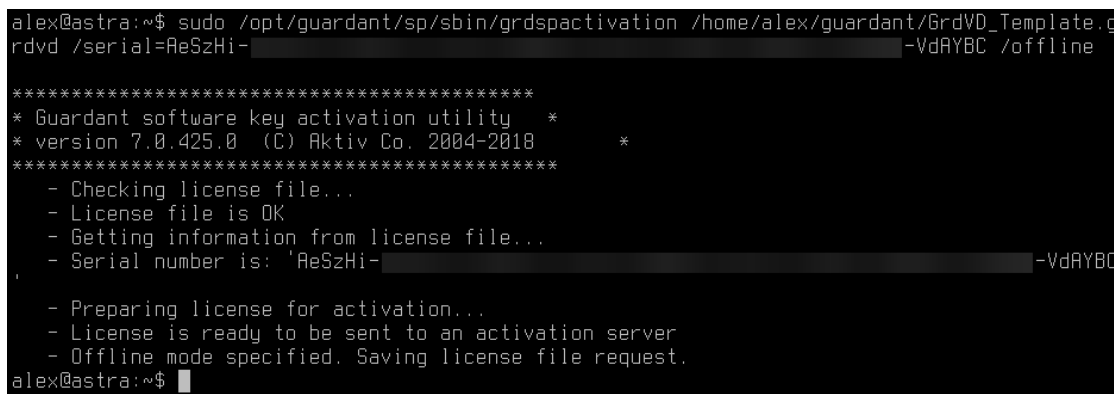 alex@astra:~$ sudo /opt/guardant/sp/sbin/grdspactivation /home/alex/guardant/GrdVD_Template.g
rdvd /serial=AeSzHi- -VdAYBC /offline
*********************************************
* Guardant software key activation utility   *
* version 7.0.425.0  (C) Aktiv Co. 2004-2018       *
***********************************************
- Checking license file...
- License file is OK
- Getting information from license file...
- Serial number is: 'AeSzHi- -VdAYBC
'
- Preparing license for activation...
- License is ready to be sent to an activation server
- Offline mode specified. Saving license file request.
alex@astra:~$